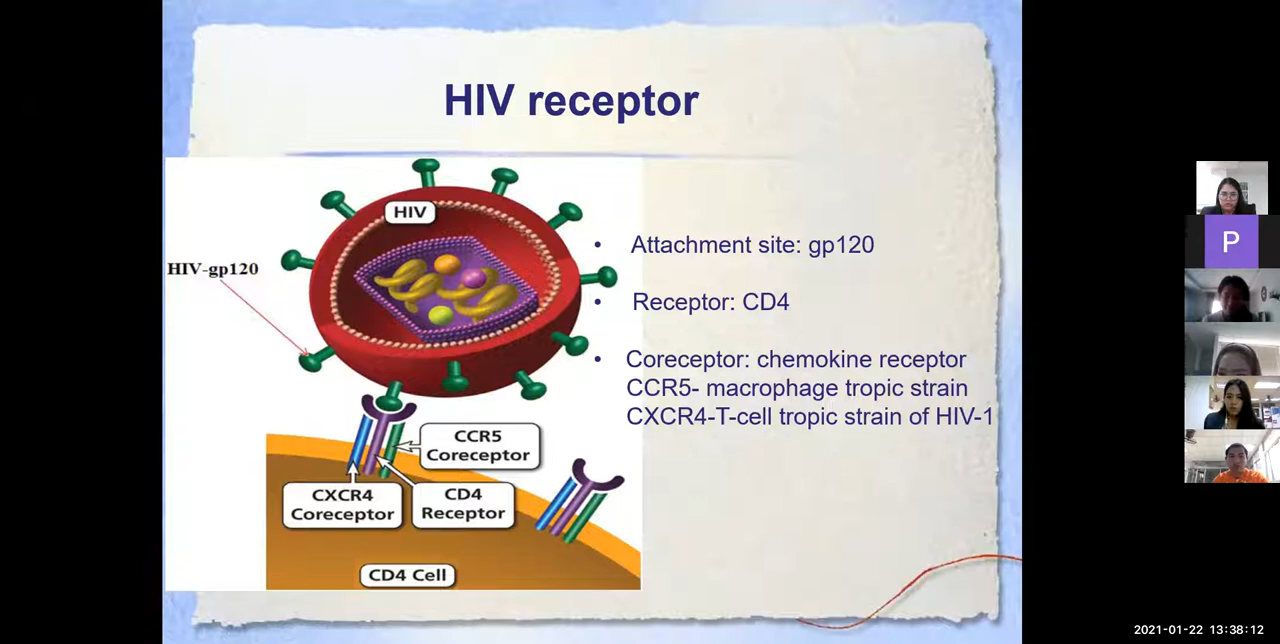 HIV receptor
HIV
HIV-gp120
• Attachment site: gp120
• Receptor: CD4
• Coreceptor: chemokine receptor
CCR5- macrophage tropic strain
CXCR4-T-cell tropic strain of HIV-1
CCR5
Coreceptor
CXCR4
Coreceptor
CD4
Receptor
CD4 Cell
P
2021-01-22 13:38:12